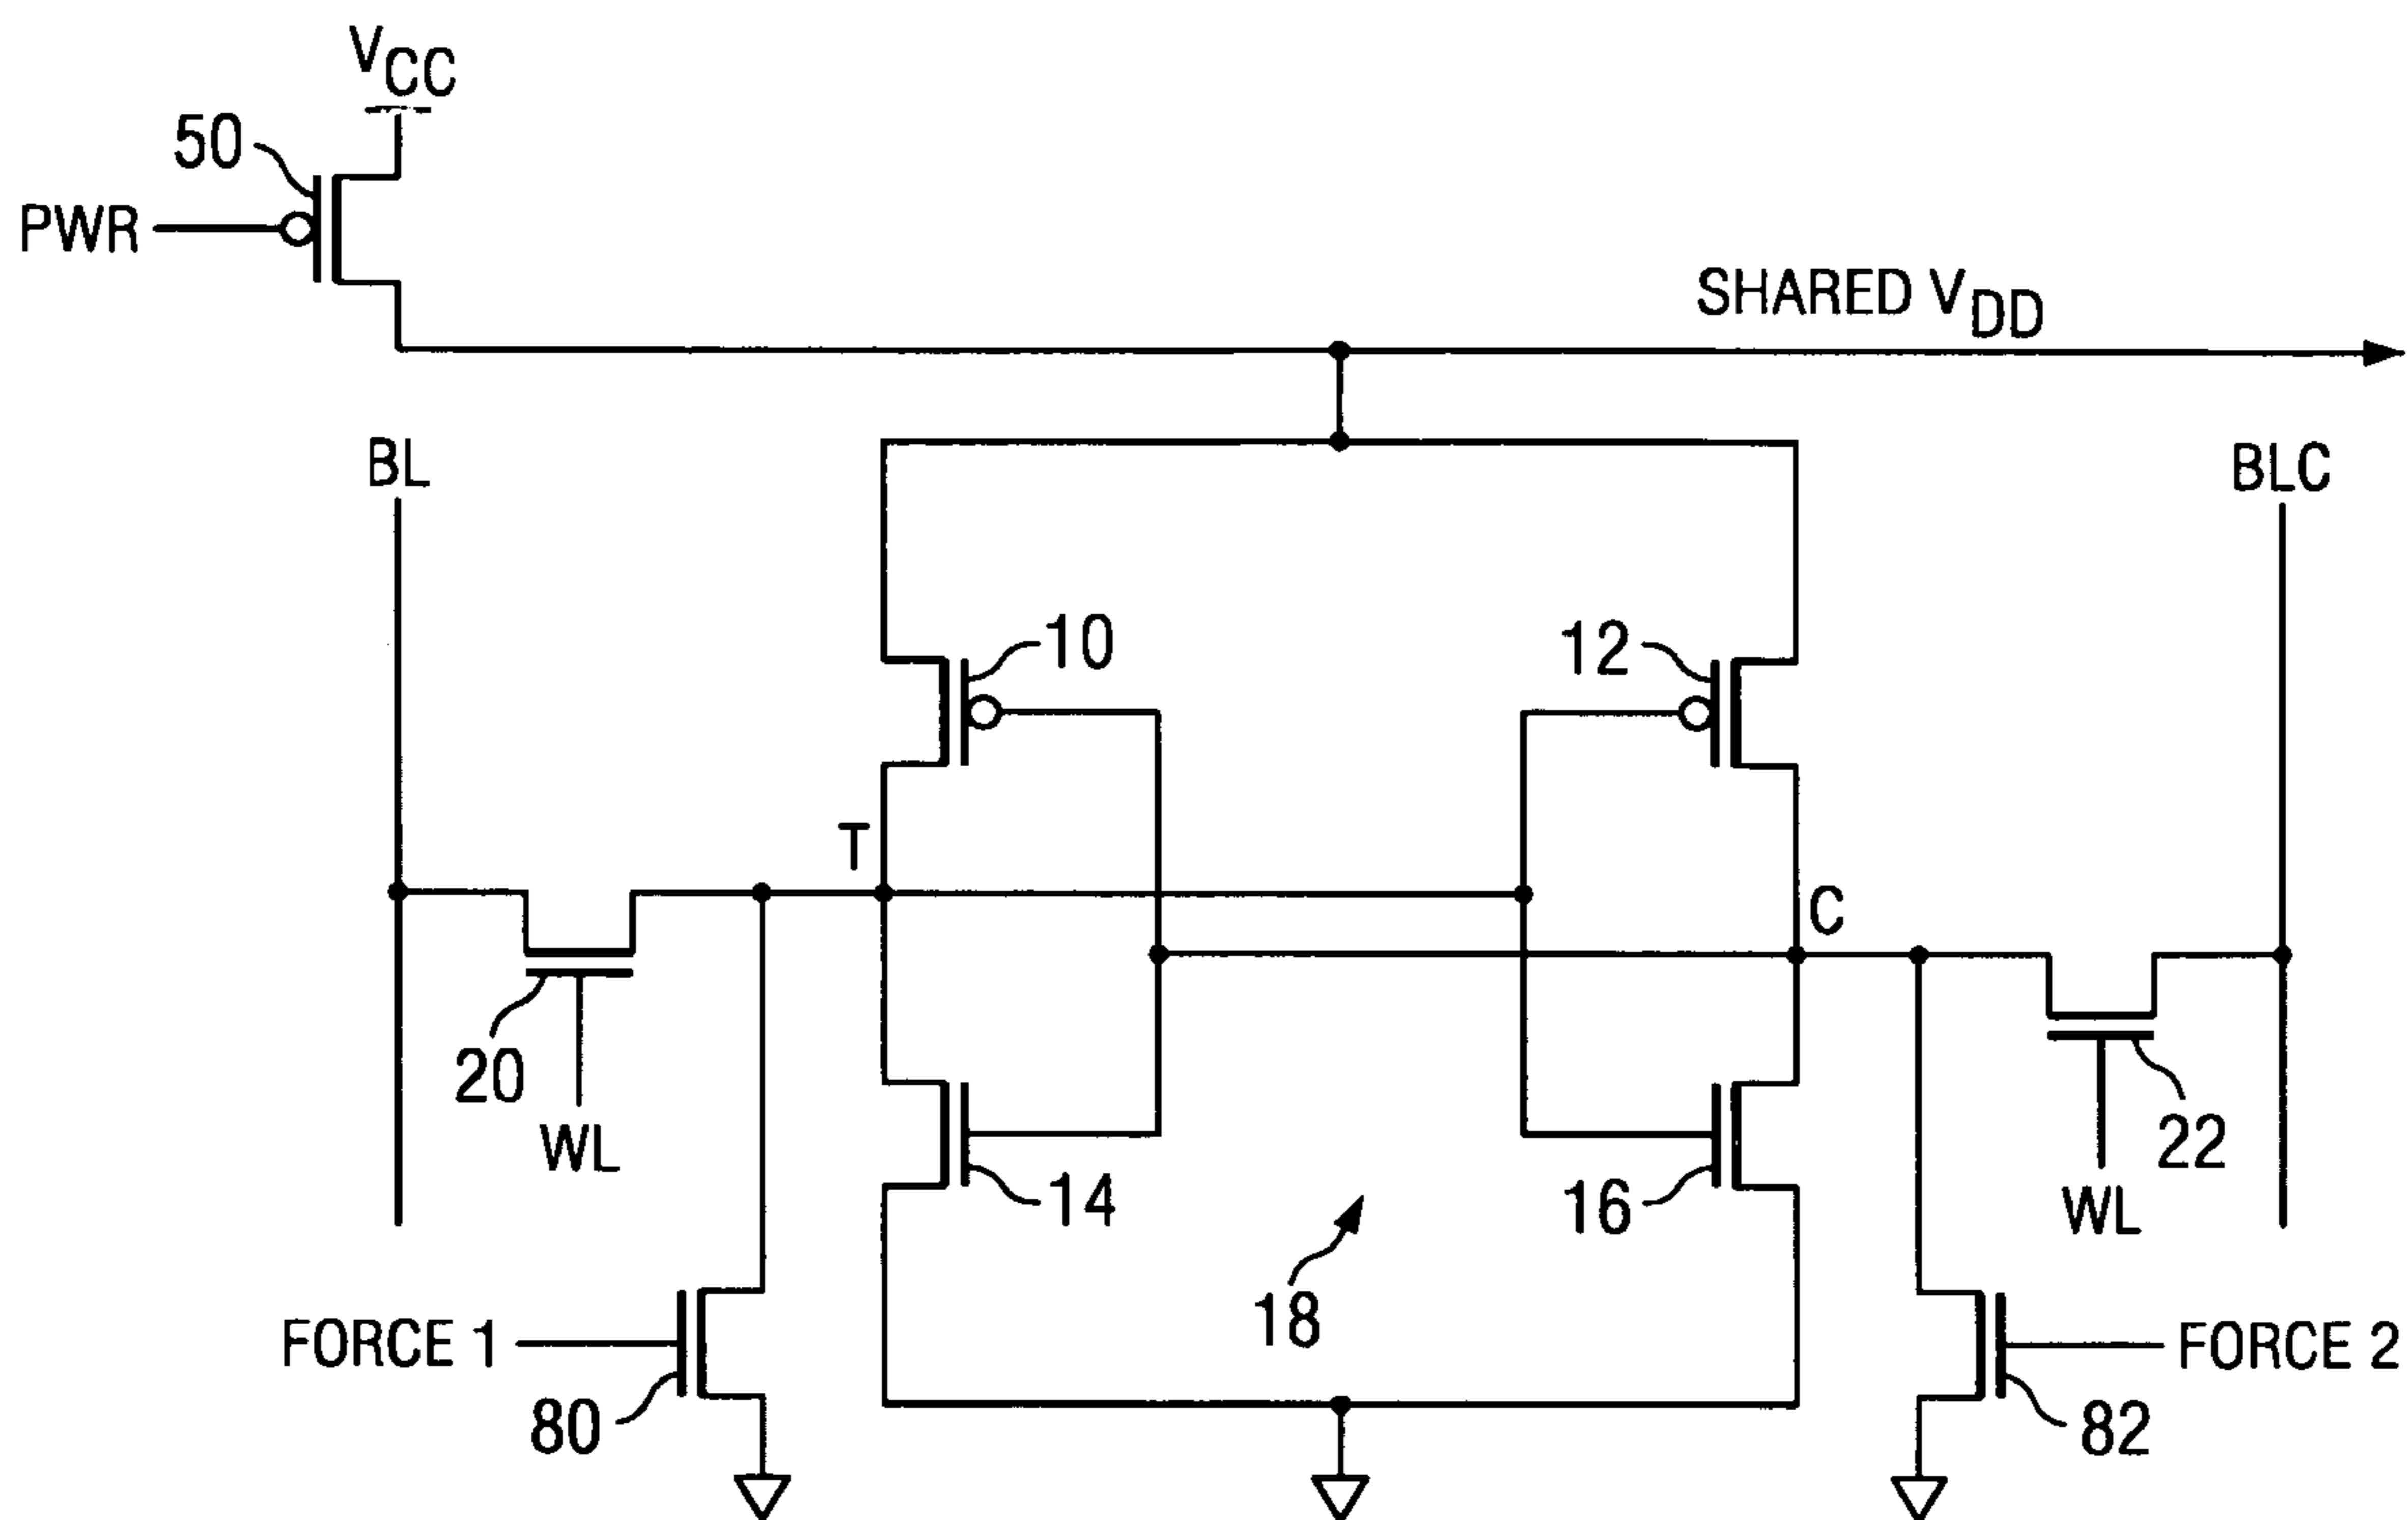 VCC
50
PWR
SHARED VDD
BL
BLC
10
12
T
C
20
WL
22
WL
14
16
18
FORCE 1
80
FORCE 2
82